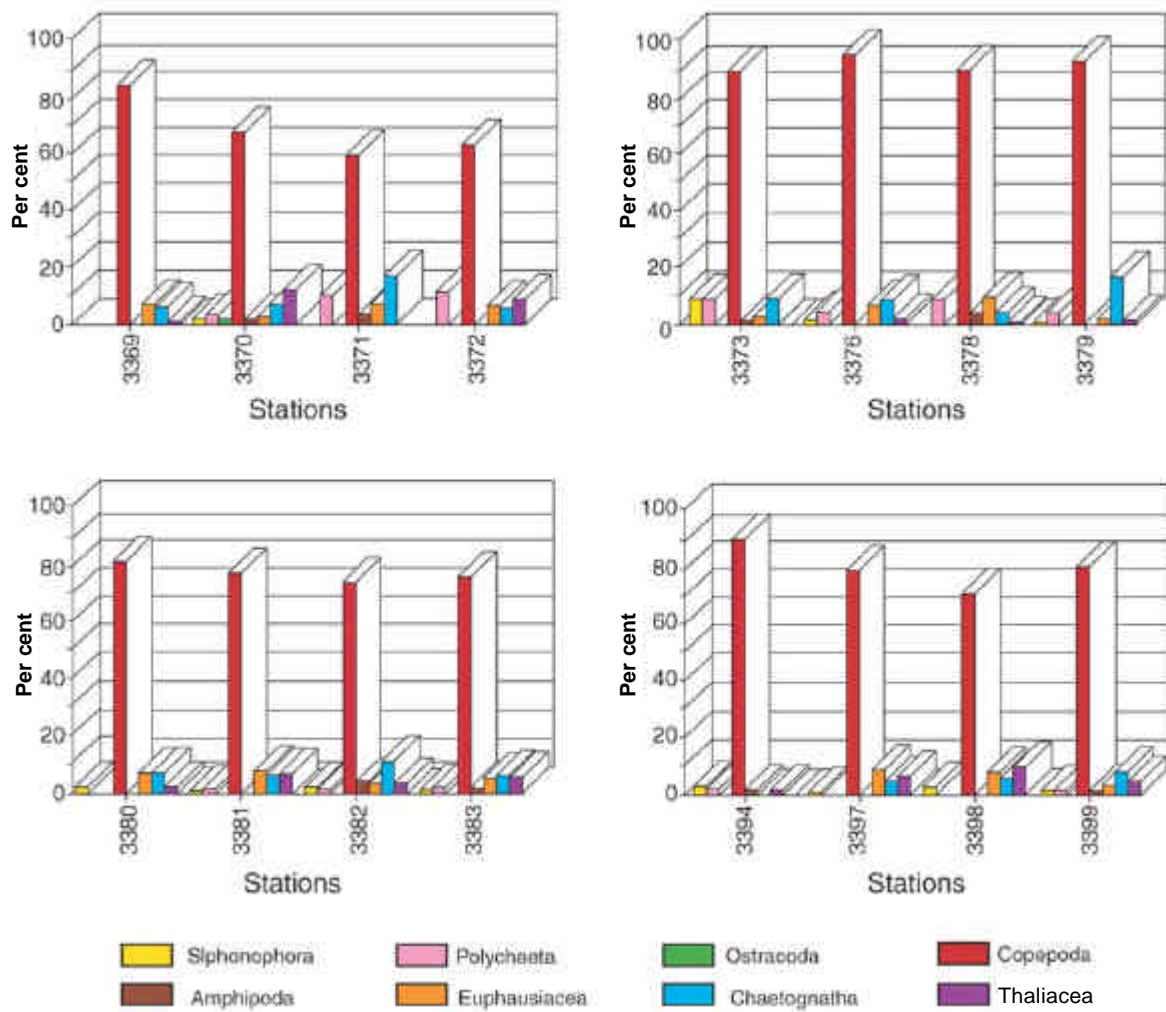 100
80
60
40
20
0
Per cent
3369 3370 3371 3372
Stations
100
80
60
40
20
0
Per cent
3373 3376 3378 3379
Stations
100
80
60
40
20
0
Per cent
3380 3381 3382 3383
Stations
100
80
60
40
20
0
Per cent
3394 3397 3398 3399
Stations
Siphonophora Polychaeta Ostracoda Copepoda
Amphipoda Euphausiacea Chaetognatha Thaliacea